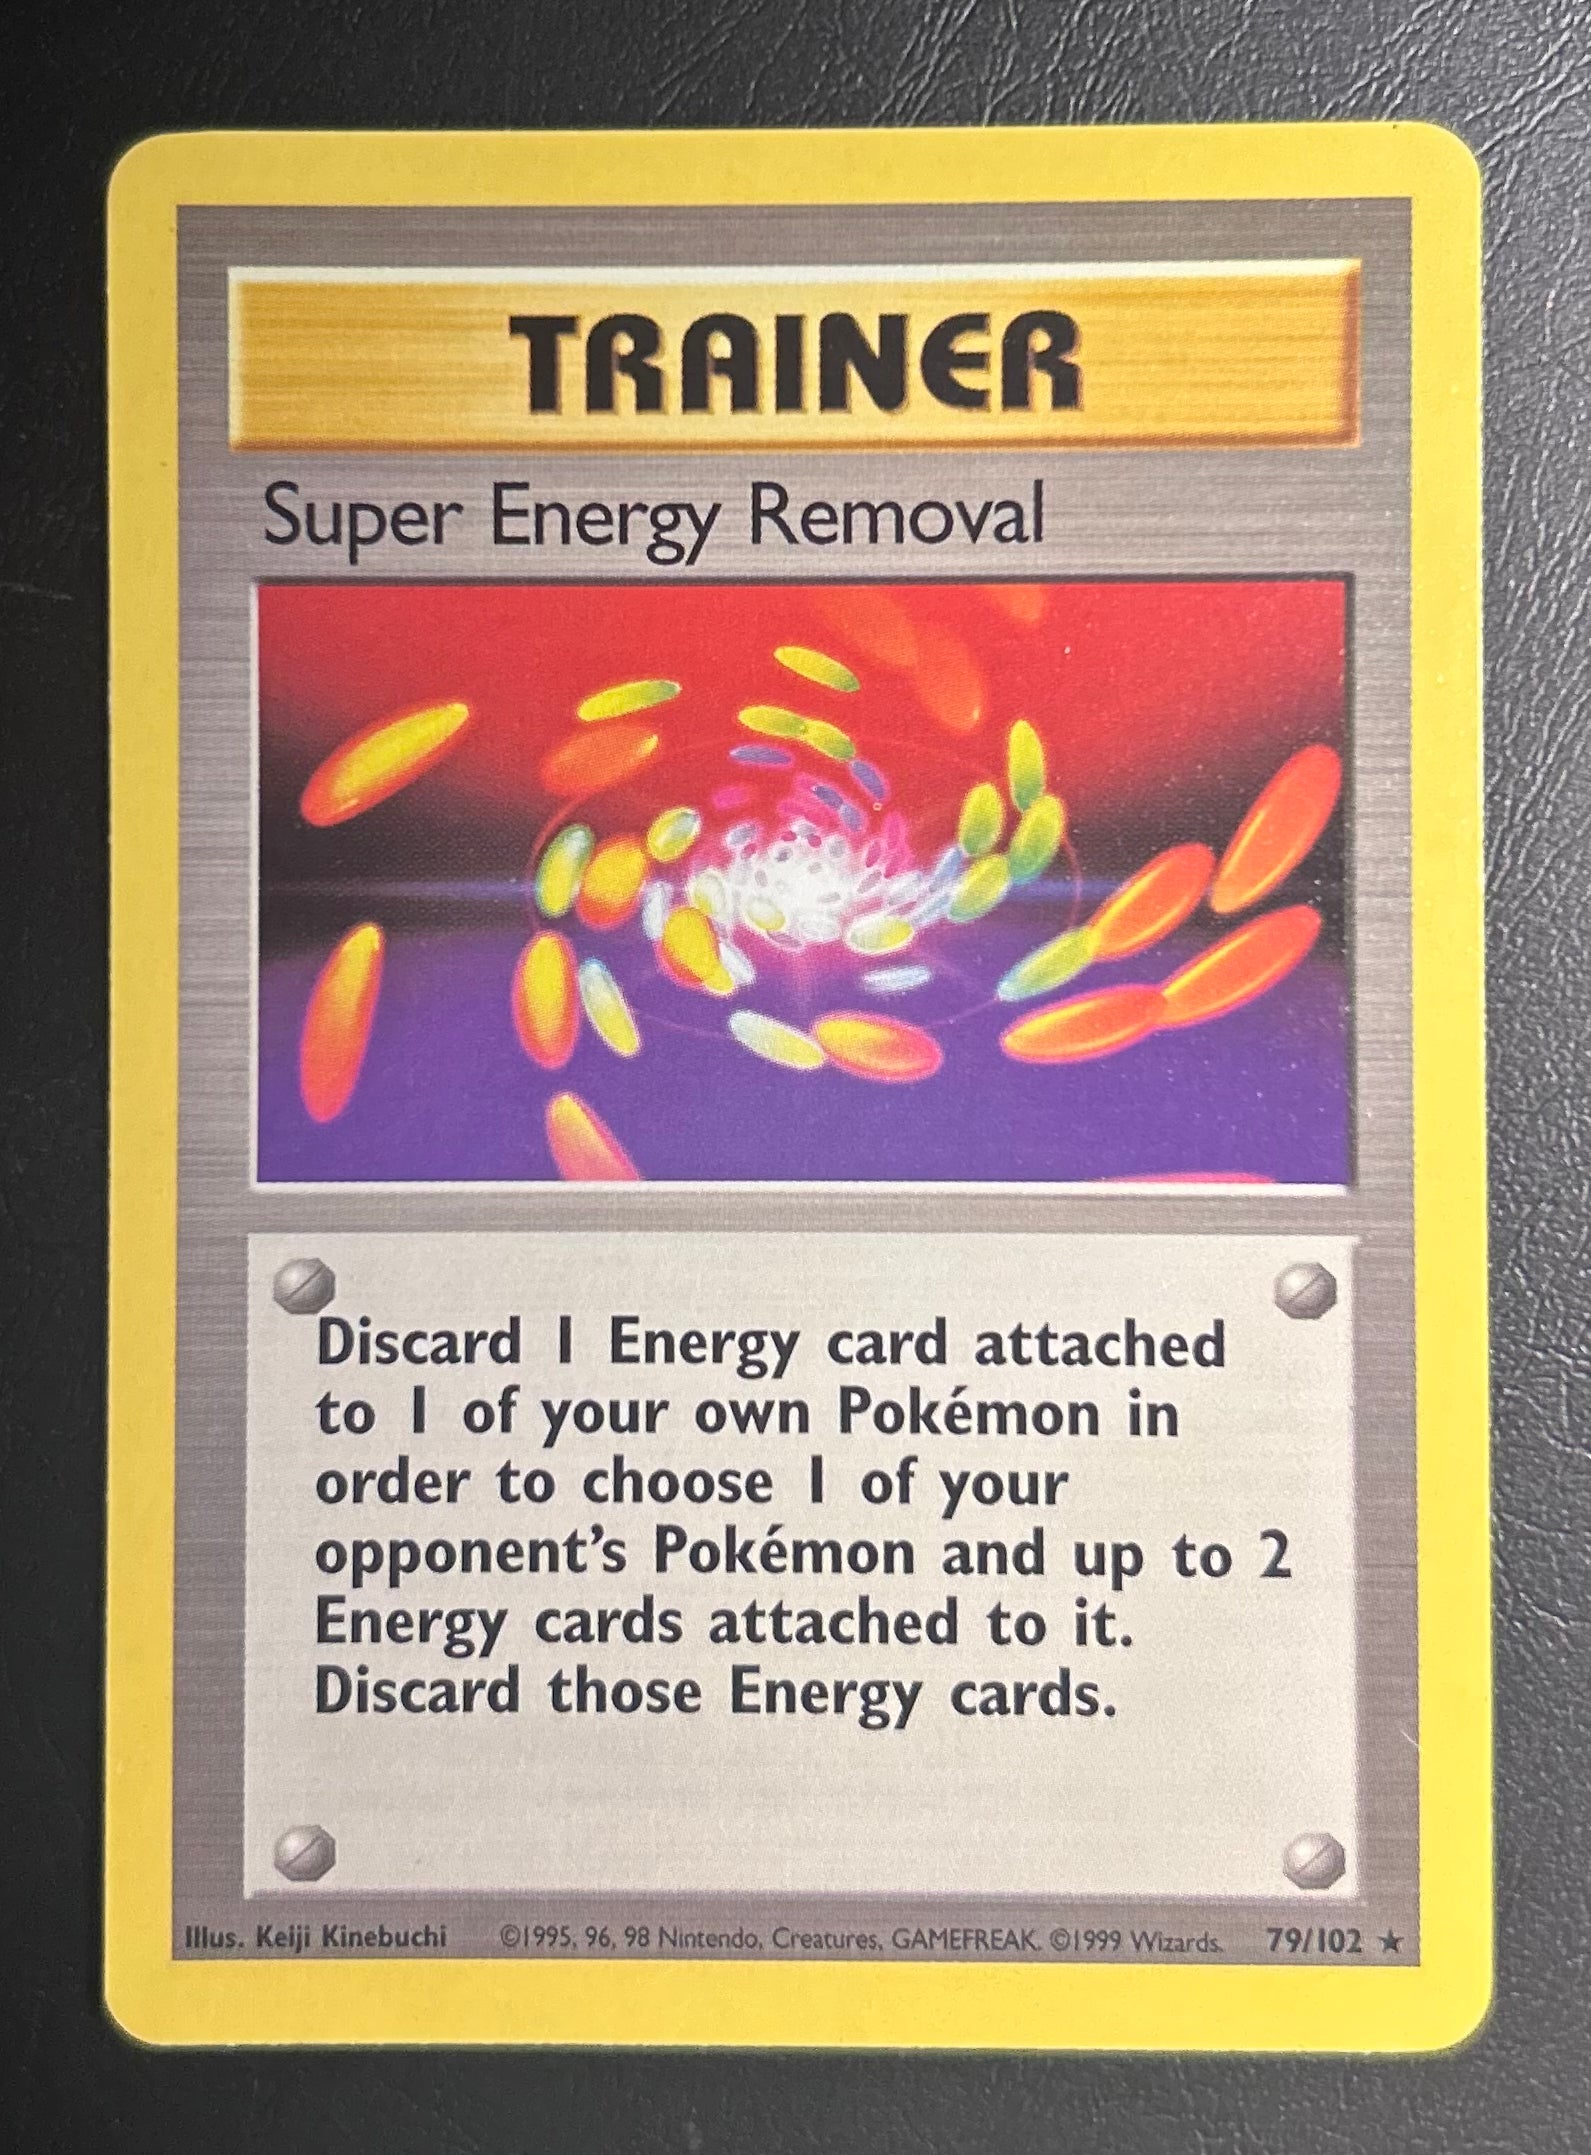 TRAINER
Super Energy Removal
Discard 1 Energy card attached
to 1 of your own Pokémon in
order to choose 1 of your
opponent's Pokémon and up to 2
Energy cards attached to it.
Discard those Energy cards.
Illus. Keiji Kinebuchi ©1995, 96, 98 Nintendo, Creatures, GAMEFREAK. ©1999 Wizards. 79/102 ★